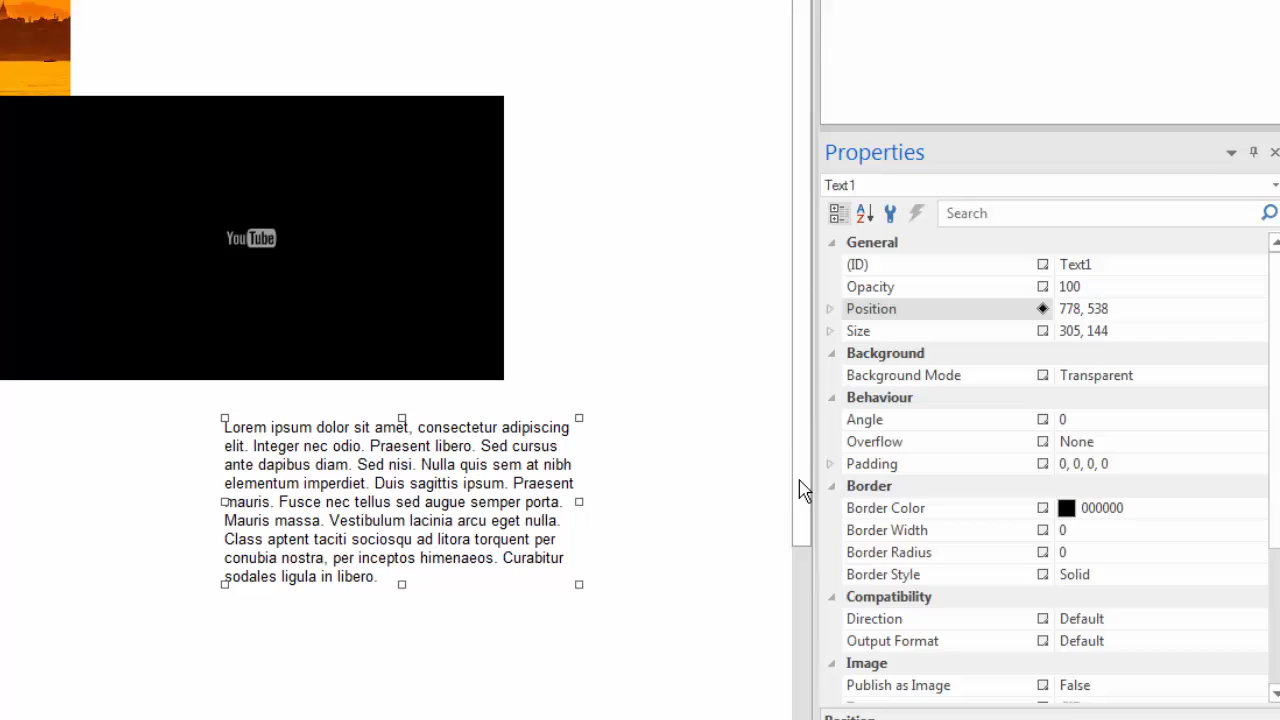 YouTube
Lorem ipsum dolor sit amet, consectetur adipiscing
elit. Integer nec odio. Praesent libero. Sed cursus
ante dapibus diam. Sed nisi. Nulla quis sem at nibh
elementum imperdiet. Duis sagittis ipsum. Praesent
mauris. Fusce nec tellus sed augue semper porta.
Mauris massa. Vestibulum lacinia arcu eget nulla.
Class aptent taciti sociosqu ad litora torquent per
conubia nostra, per inceptos himenaeos. Curabitur
sodales ligula in libero.
Properties
Text1
Search
General
(ID) Text1
Opacity 100
Position 778, 538
Size 305, 144
Background
Background Mode Transparent
Behaviour
Angle 0
Overflow None
Padding 0, 0, 0, 0
Border
Border Color 000000
Border Width 0
Border Radius 0
Border Style Solid
Compatibility
Direction Default
Output Format Default
Image
Publish as Image False